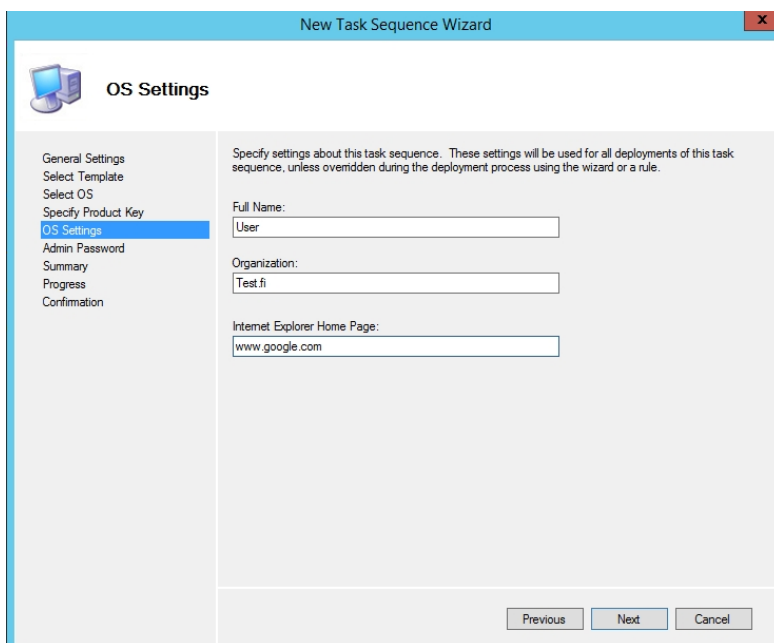 New Task Sequence Wizard
x
OS Settings
General Settings
Select Template
Select OS
Specify Product Key
OS Settings
Admin Password
Summary
Progress
Confirmation
Specify settings about this task sequence. These settings will be used for all deployments of this task
sequence, unless overridden during the deployment process using the wizard or a rule.
Full Name:
User
Organization:
Test.fi
Internet Explorer Home Page:
www.google.com
Previous
Next
Cancel